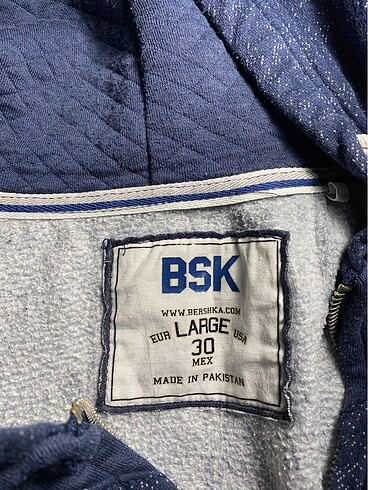 BSK
WWW.BERSHKA.COM
EUR LARGE USA
30
MEX
MADE IN PAKISTAN